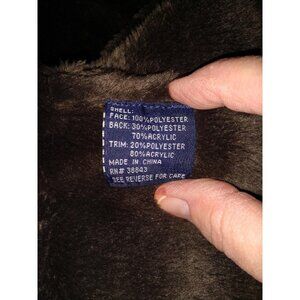 SHELL:
FACE: 100%POLYESTER
BACK: 30%POLYESTER
70%ACRYLIC
TRIM: 20%POLYESTER
80%ACRYLIC
MADE IN CHINA
RN# 38803
SEE REVERSE FOR CARE